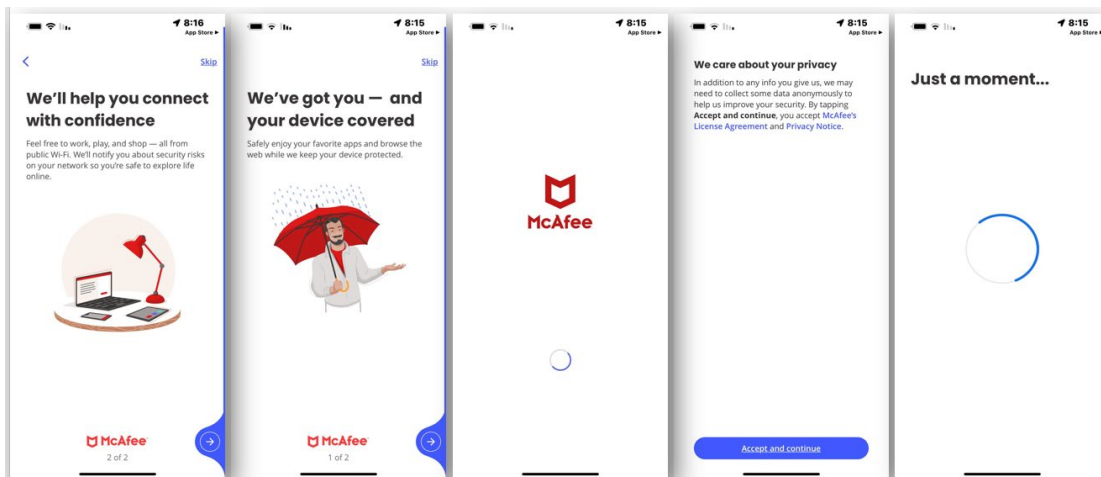 8:16
App Store
Skip
We’ll help you connect
with confidence
Feel free to work, play, and shop — all from
public Wi-Fi. We’ll notify you about security risks
on your network so you’re safe to explore life
online.
McAfee
2 of 2
8:15
App Store
Skip
We’ve got you — and
your device covered
Safely enjoy your favorite apps and browse the
web while we keep your device protected.
McAfee
1 of 2
8:15
App Store
McAfee
8:15
App Store
We care about your privacy
In addition to any info you give us, we may
need to collect some data anonymously to
help us improve your security. By tapping
Accept and continue, you accept McAfee’s
License Agreement and Privacy Notice.
Accept and continue
8:15
App Store
Just a moment...